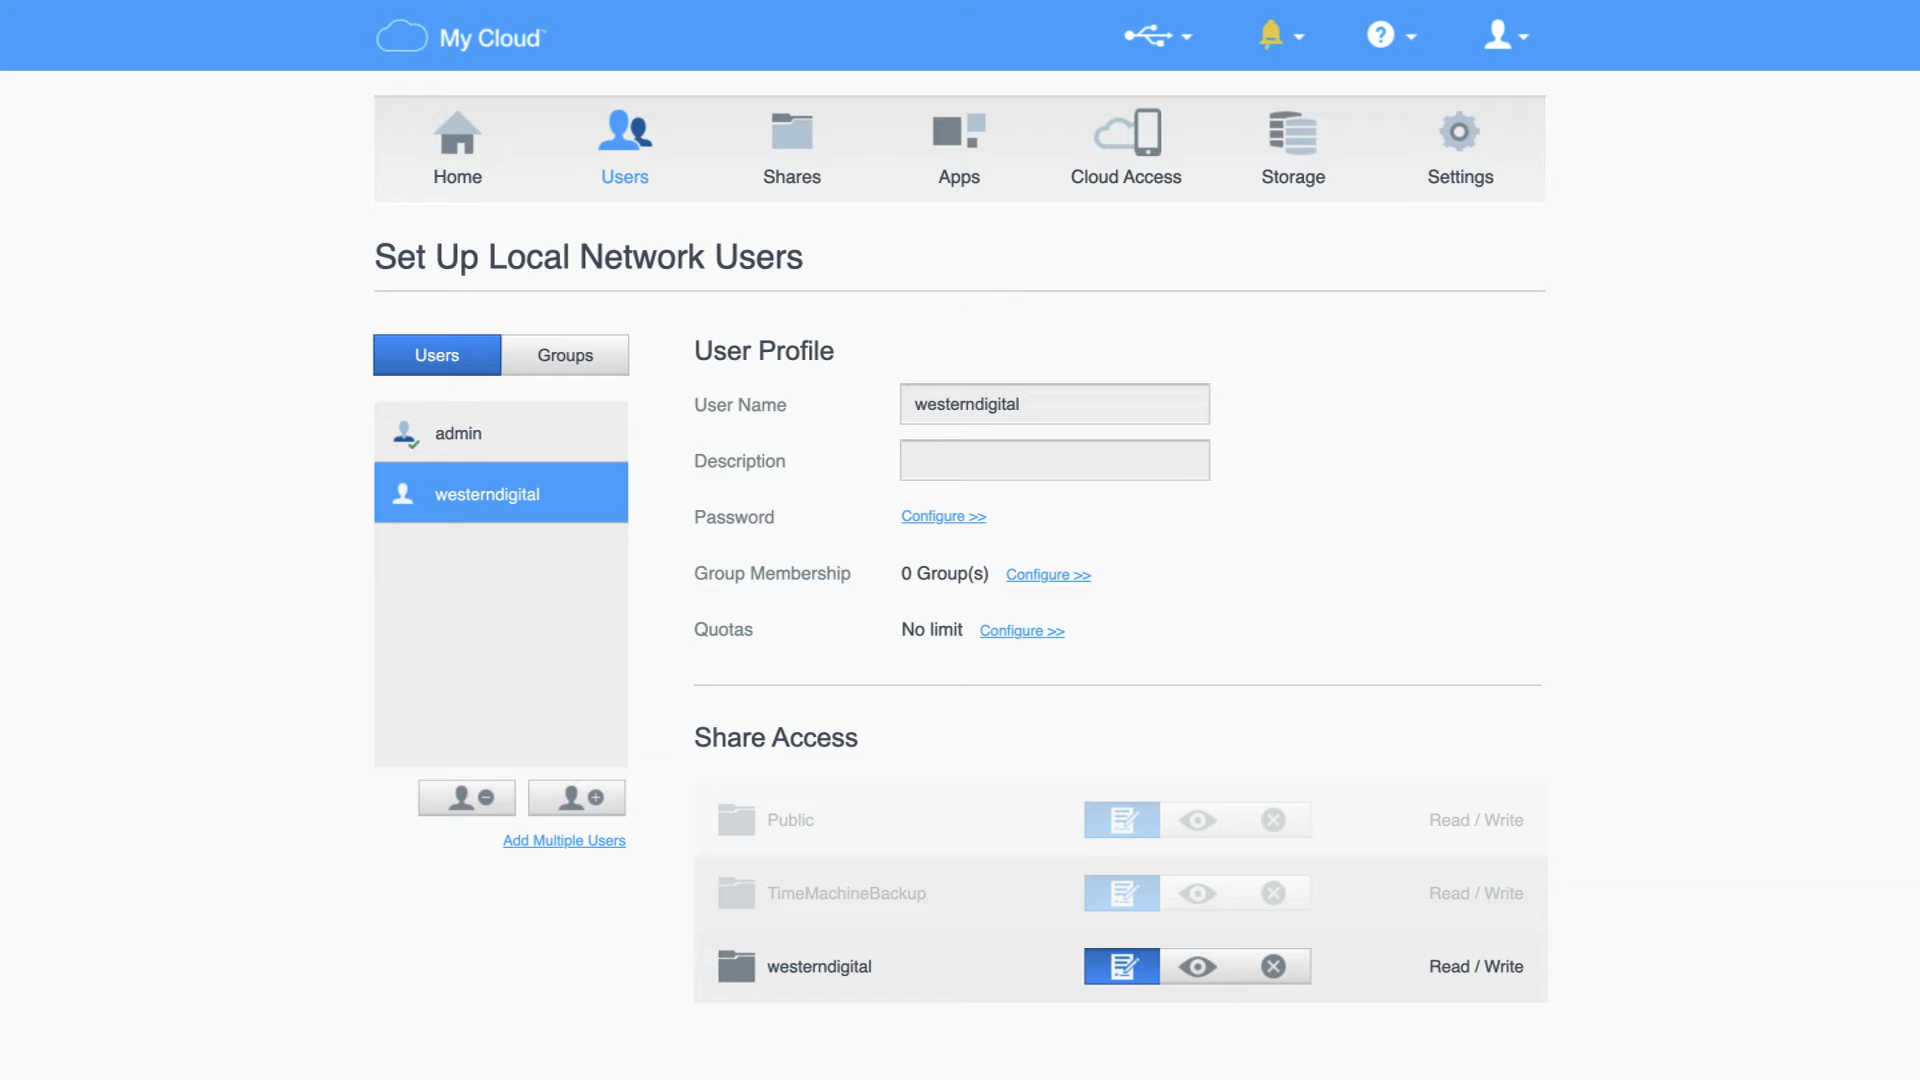 My Cloud™
Home Users Shares Apps Cloud Access Storage Settings
Set Up Local Network Users
Users Groups
admin
westerndigital
Add Multiple Users
User Profile
User Name westerndigital
Description
Password Configure >>
Group Membership 0 Group(s) Configure >>
Quotas No limit Configure >>
Share Access
Public Read / Write
TimeMachineBackup Read / Write
westerndigital Read / Write